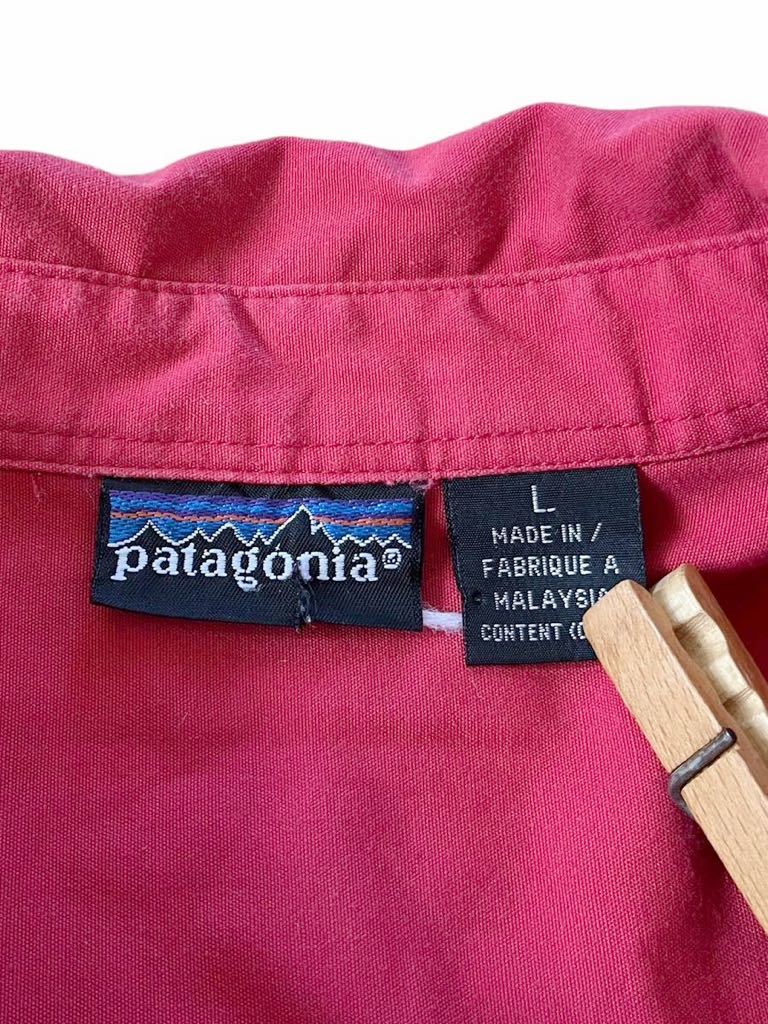 patagonia®
L
MADE IN /
FABRIQUE A
MALAYSIA
CONTENT